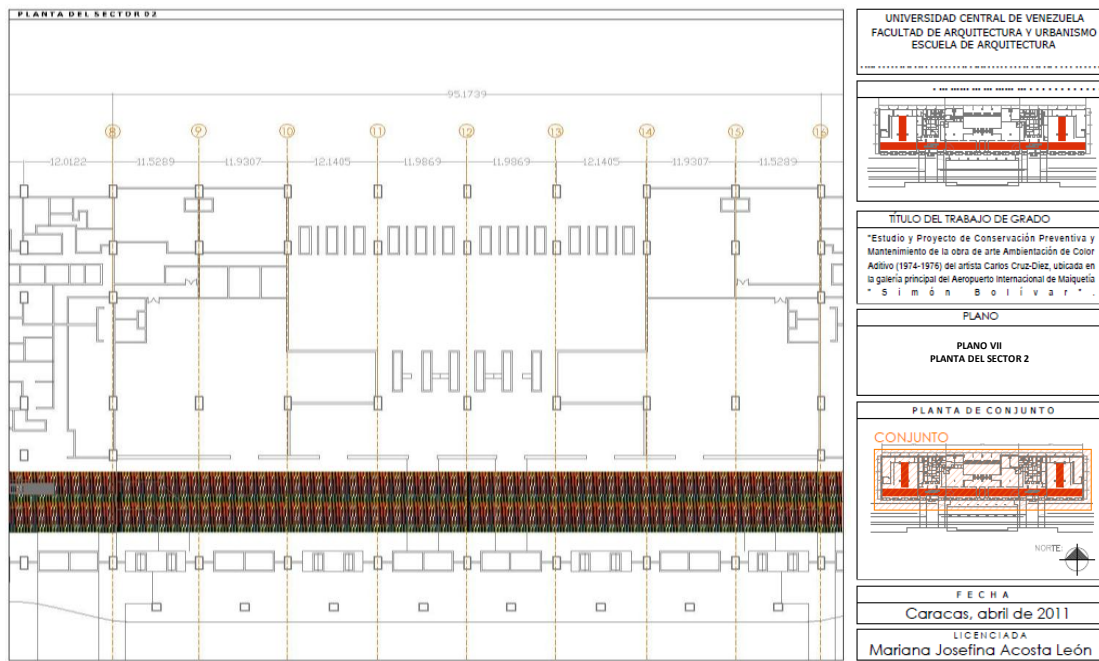 PLANTA DEL SECTOR 02
95.1739
8 9 10 11 12 13 14 15 16
12.0122 11.5289 11.9307 12.1405 11.9869 11.9869 12.1405 11.9307 11.5289
UNIVERSIDAD CENTRAL DE VENEZUELA
FACULTAD DE ARQUITECTURA Y URBANISMO
ESCUELA DE ARQUITECTURA
TÍTULO DEL TRABAJO DE GRADO
"Estudio y Proyecto de Conservación Preventiva y
Mantenimiento de la obra de arte Ambientación de Color
Aditivo (1974-1976) del artista Carlos Cruz-Diez, ubicada en
la galería principal del Aeropuerto Internacional de Maiquetía
"Simón Bolívar".
PLANO
PLANO VII
PLANTA DEL SECTOR 2
PLANTA DE CONJUNTO
CONJUNTO
NORTE:
FECHA
Caracas, abril de 2011
LICENCIADA
Mariana Josefina Acosta León